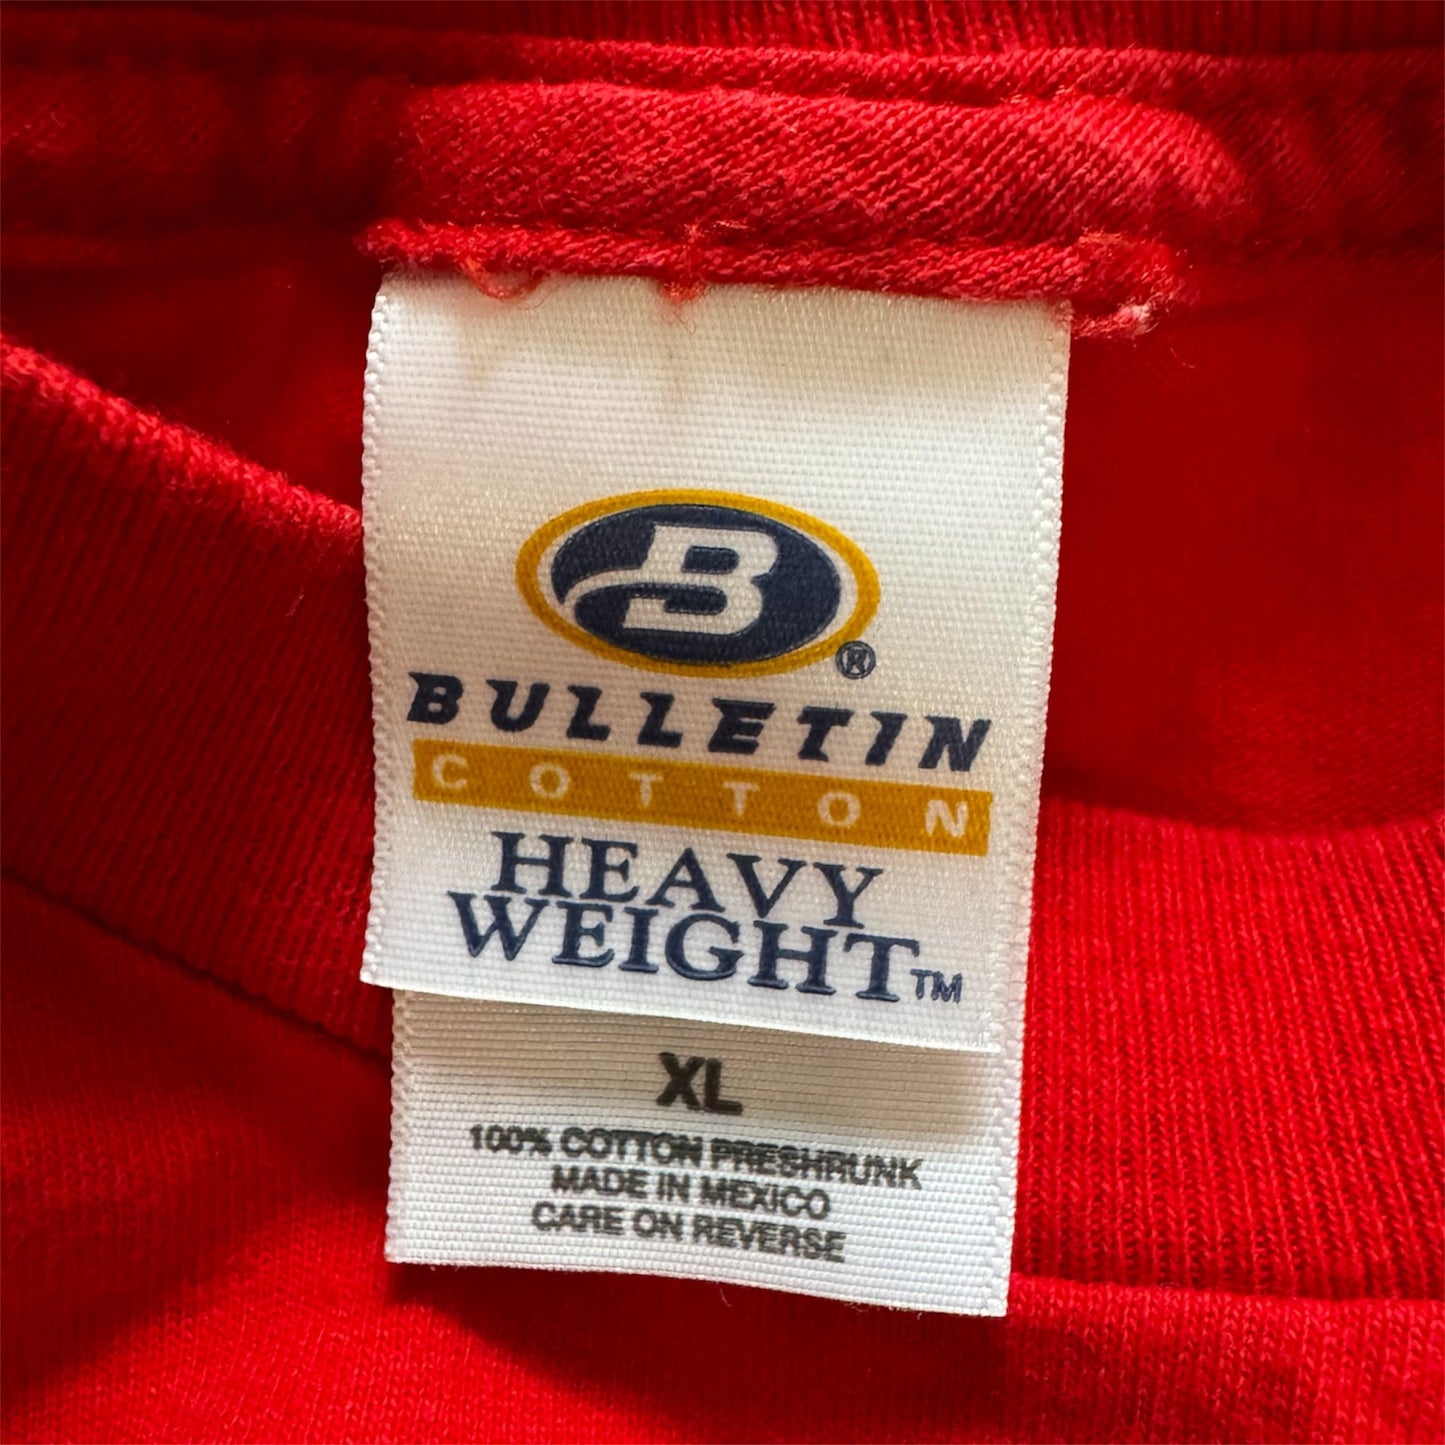 B®
BULLETIN
COTTON
HEAVY
WEIGHT™
XL
100% COTTON PRESHRUNK
MADE IN MEXICO
CARE ON REVERSE